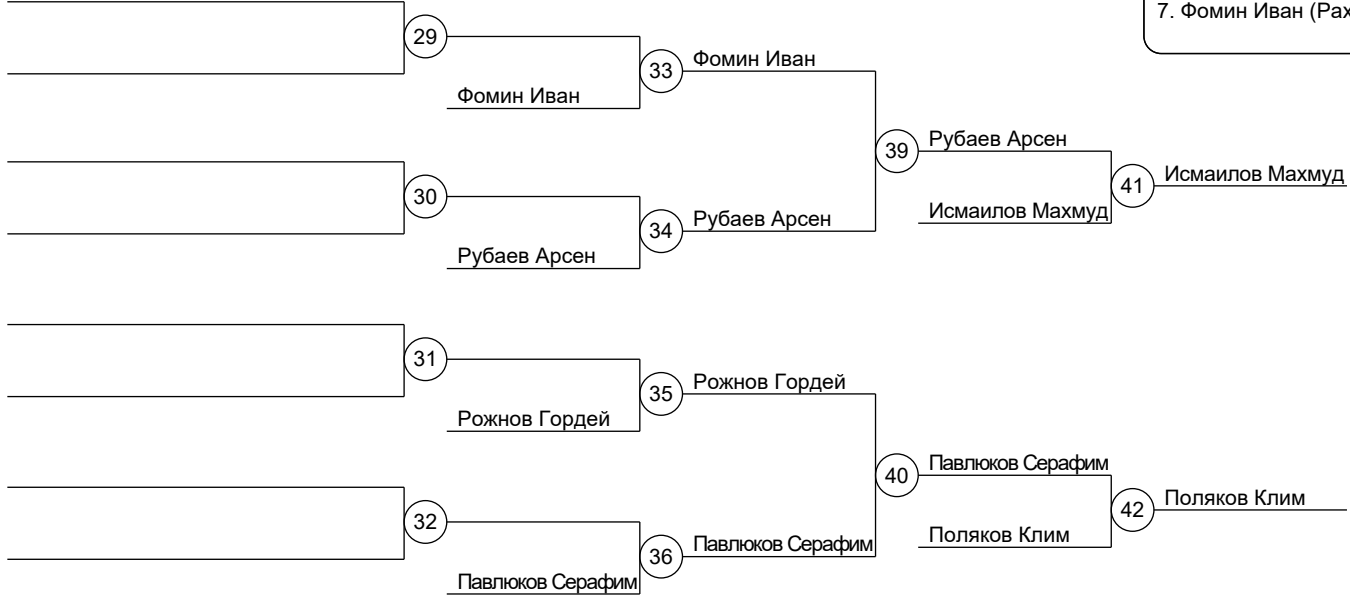 7. Фомин Иван (Рах
29
33
Фомин Иван
Фомин Иван
39
Рубаев Арсен
41
Исмаилов Махмуд
30
34
Рубаев Арсен
Исмаилов Махмуд
Рубаев Арсен
31
35
Рожнов Гордей
Рожнов Гордей
40
Павлюков Серафим
42
Поляков Клим
32
36
Павлюков Серафим
Поляков Клим
Павлюков Серафим